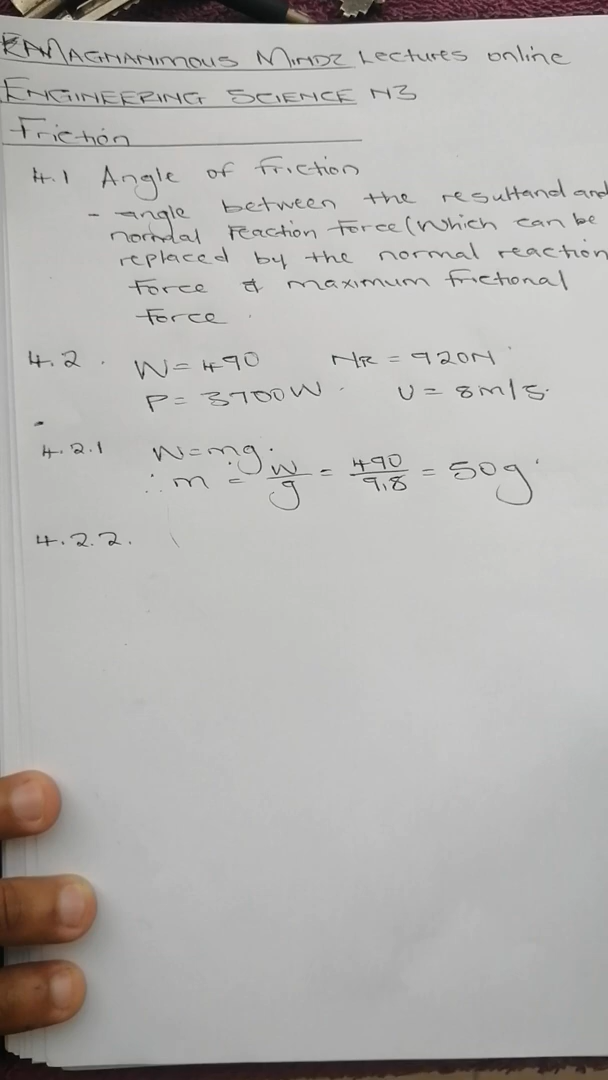 MAGNANIMOUS MINDZ Lectures online
ENGINEERING SCIENCE N3
Friction
4.1 Angle of friction
- angle between the resultand and
normdal reaction force (Which can be
replaced by the normal reaction
force & maximum frictional
force.
4.2. W = 490 NR = 920N
P = 3700W. U = 8m/s.
4.2.1 W = mg.
∴ m = W/g = 490/9.8 = 50g
4.2.2.